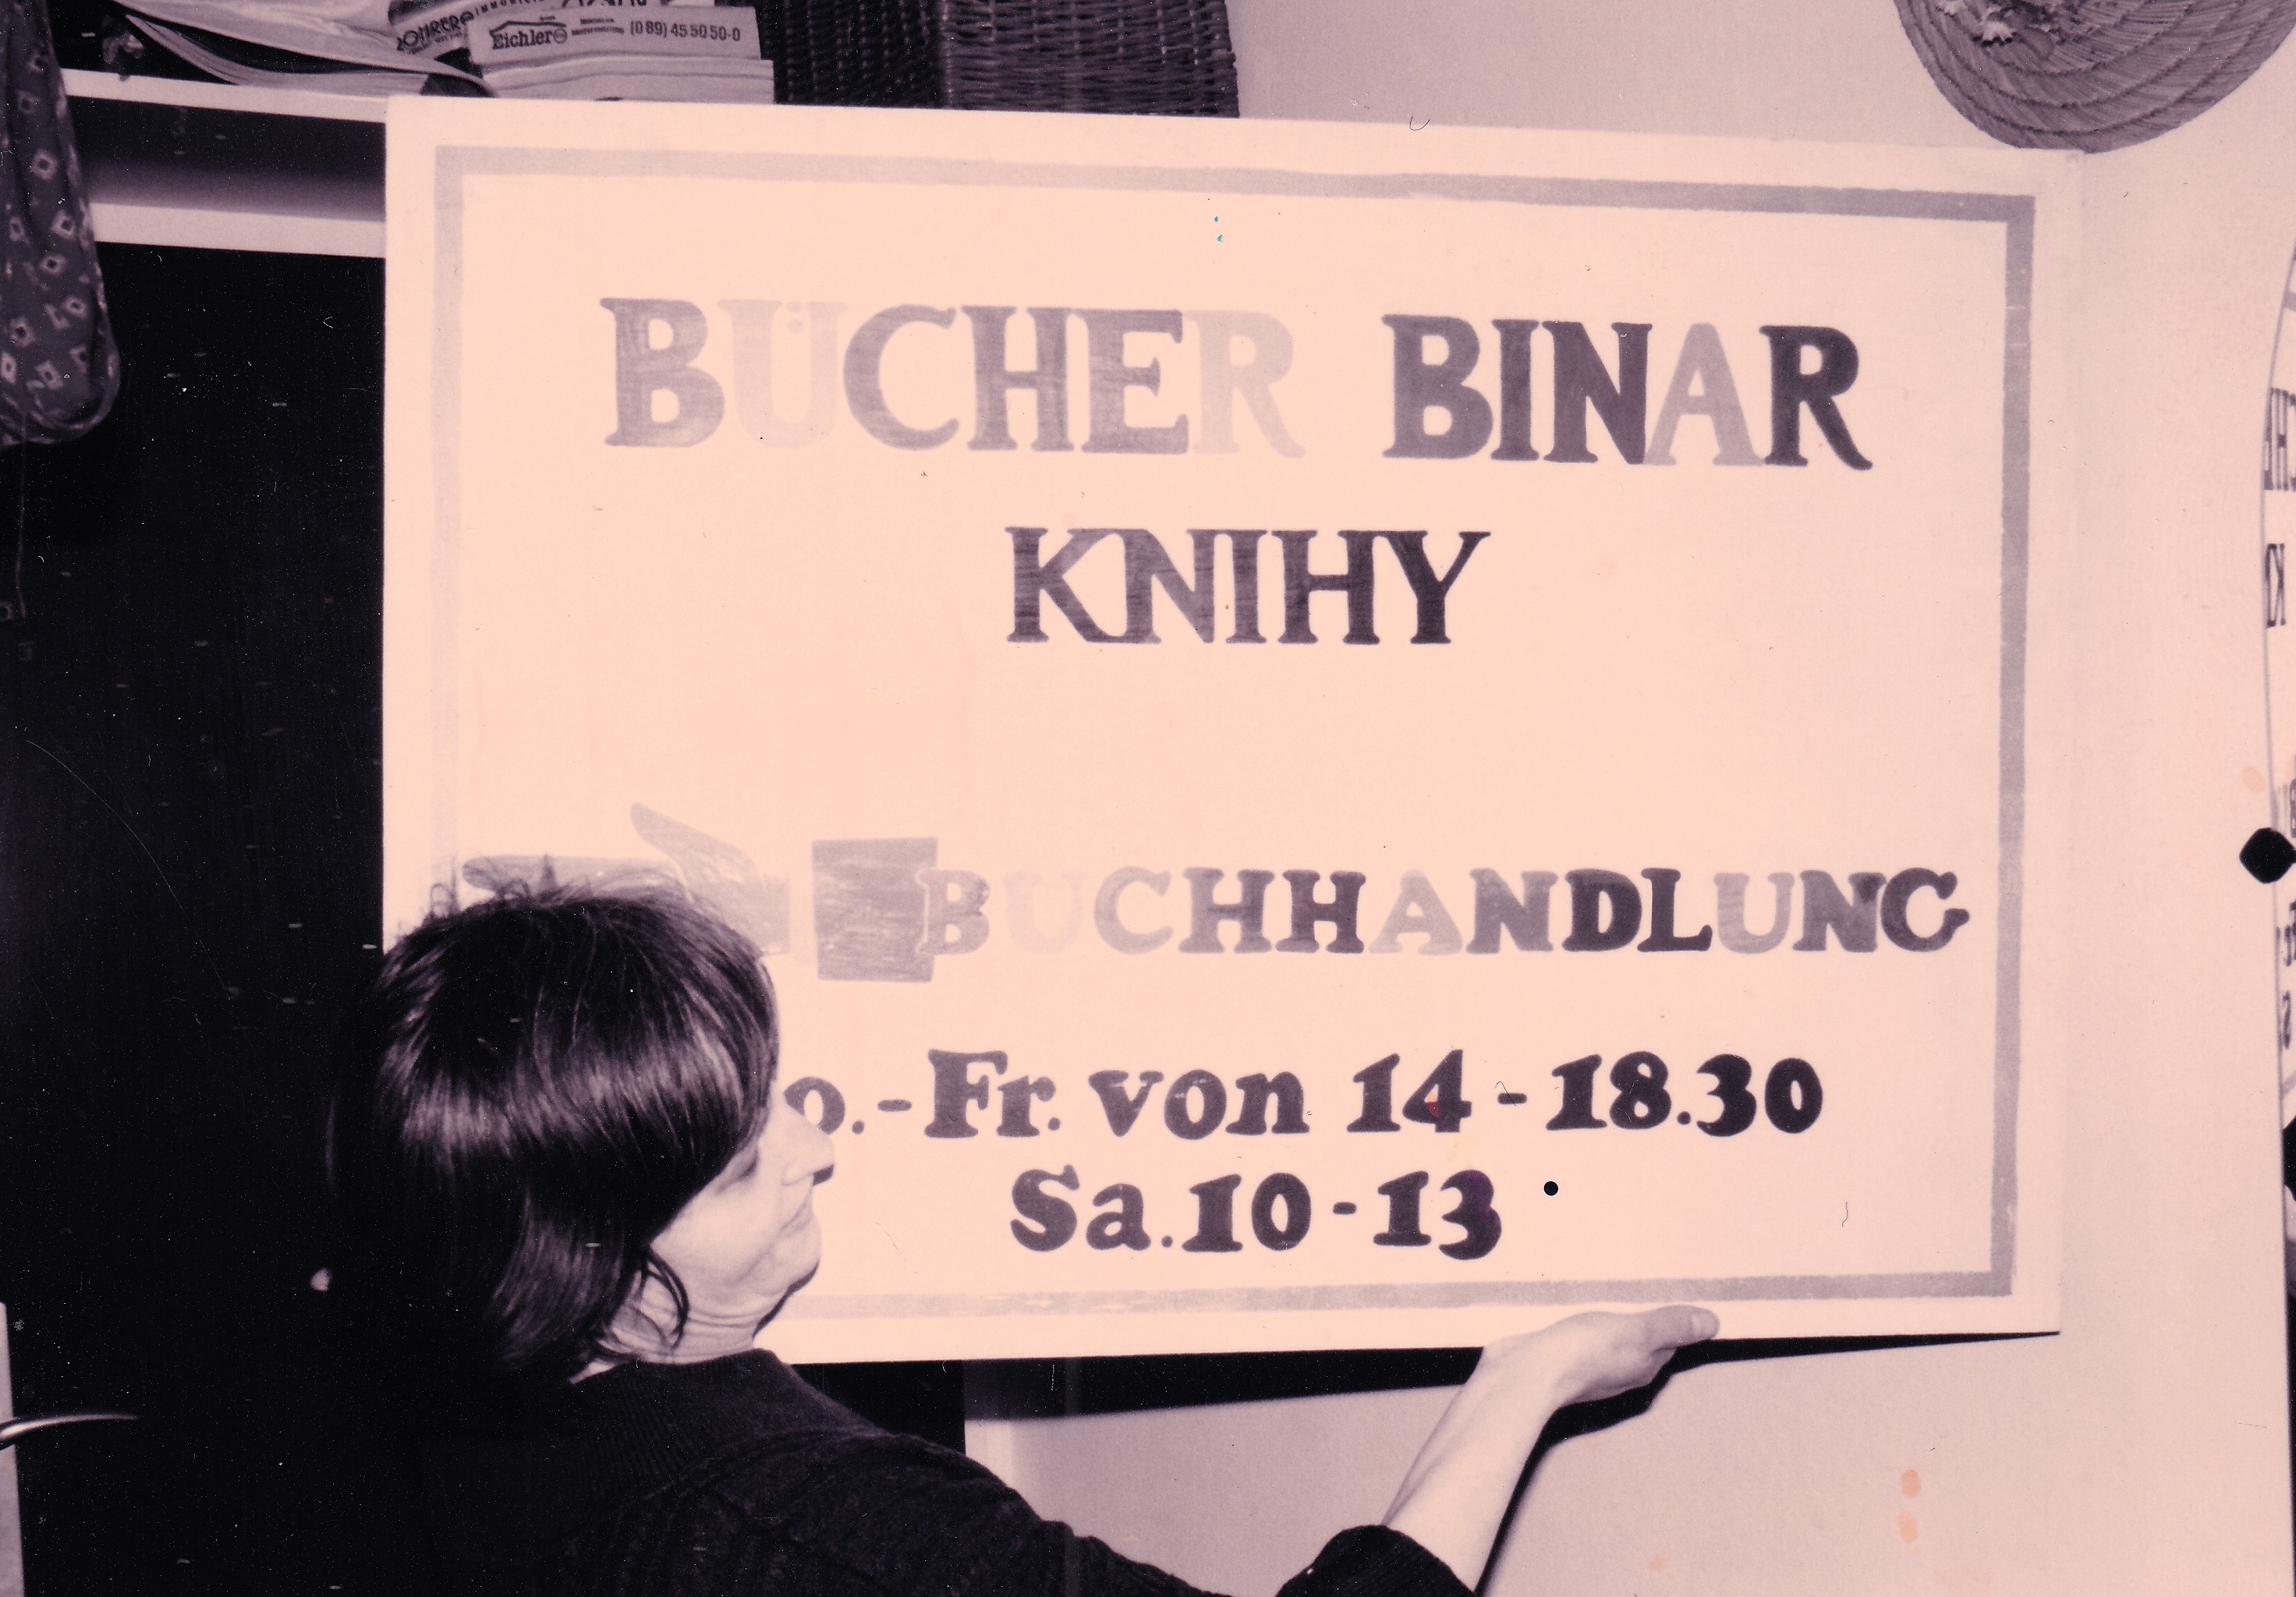 Eichler (089) 45 50 50-0
BÜCHER BINAR
KNIHY
BUCHHANDLUNG
o.-Fr. von 14-18.30
Sa. 10-13